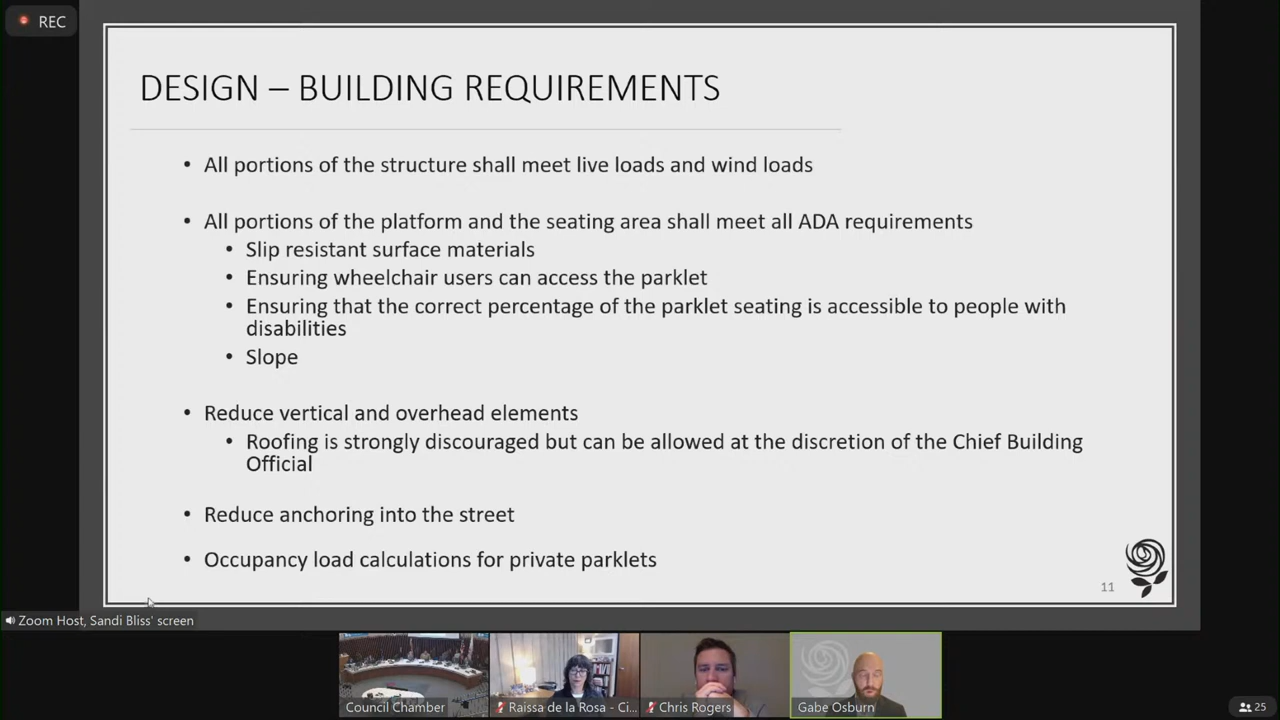 REC
DESIGN – BUILDING REQUIREMENTS
• All portions of the structure shall meet live loads and wind loads
• All portions of the platform and the seating area shall meet all ADA requirements
• Slip resistant surface materials
• Ensuring wheelchair users can access the parklet
• Ensuring that the correct percentage of the parklet seating is accessible to people with
disabilities
• Slope
• Reduce vertical and overhead elements
• Roofing is strongly discouraged but can be allowed at the discretion of the Chief Building
Official
• Reduce anchoring into the street
• Occupancy load calculations for private parklets
11
Zoom Host, Sandi Bliss' screen
Council Chamber
Raissa de la Rosa - Ci...
Chris Rogers
Gabe Osburn
25